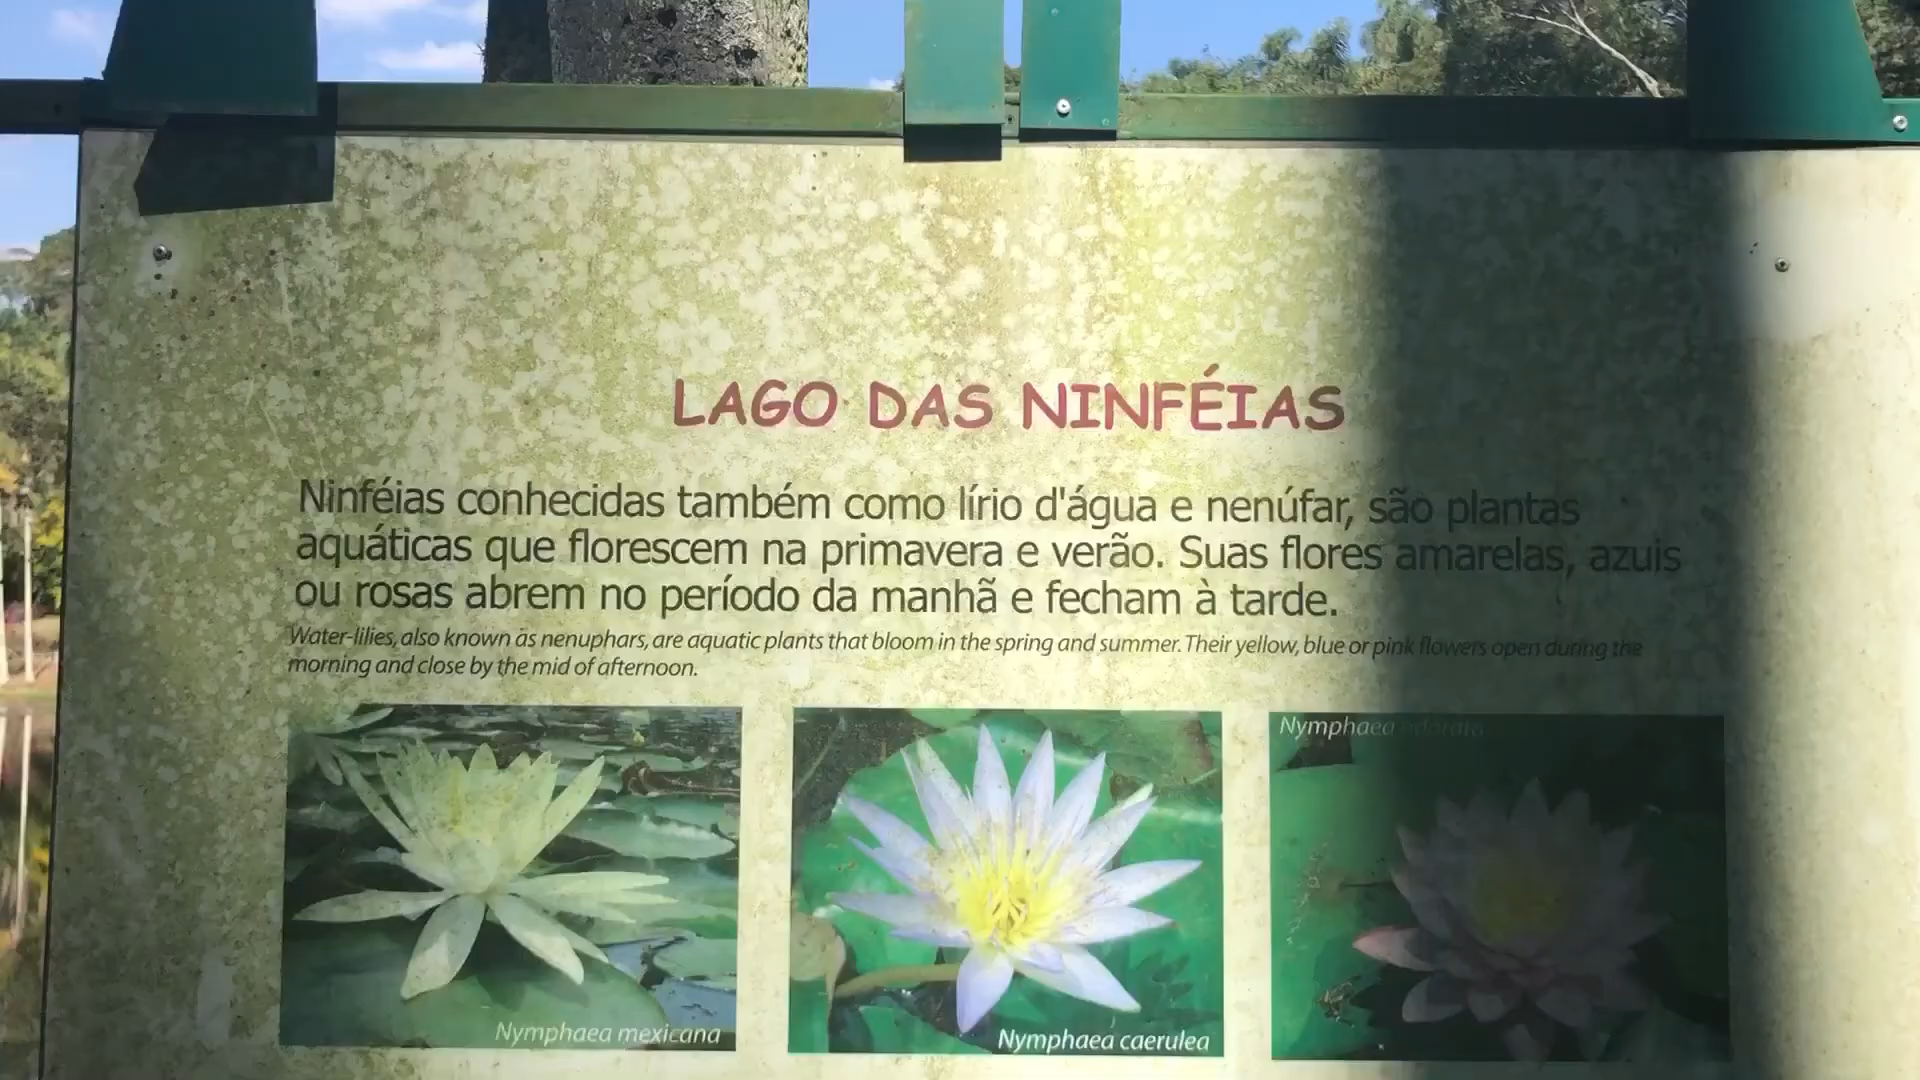 LAGO DAS NINFÉIAS
Ninféias conhecidas também como lírio d'água e nenúfar, são plantas
aquáticas que florescem na primavera e verão. Suas flores amarelas, azuis
ou rosas abrem no período da manhã e fecham à tarde.
Water-lilies, also known as nenuphars, are aquatic plants that bloom in the spring and summer. Their yellow, blue or pink flowers open during the
morning and close by the mid of afternoon.
Nymphaea odorata
Nymphaea mexicana
Nymphaea caerulea